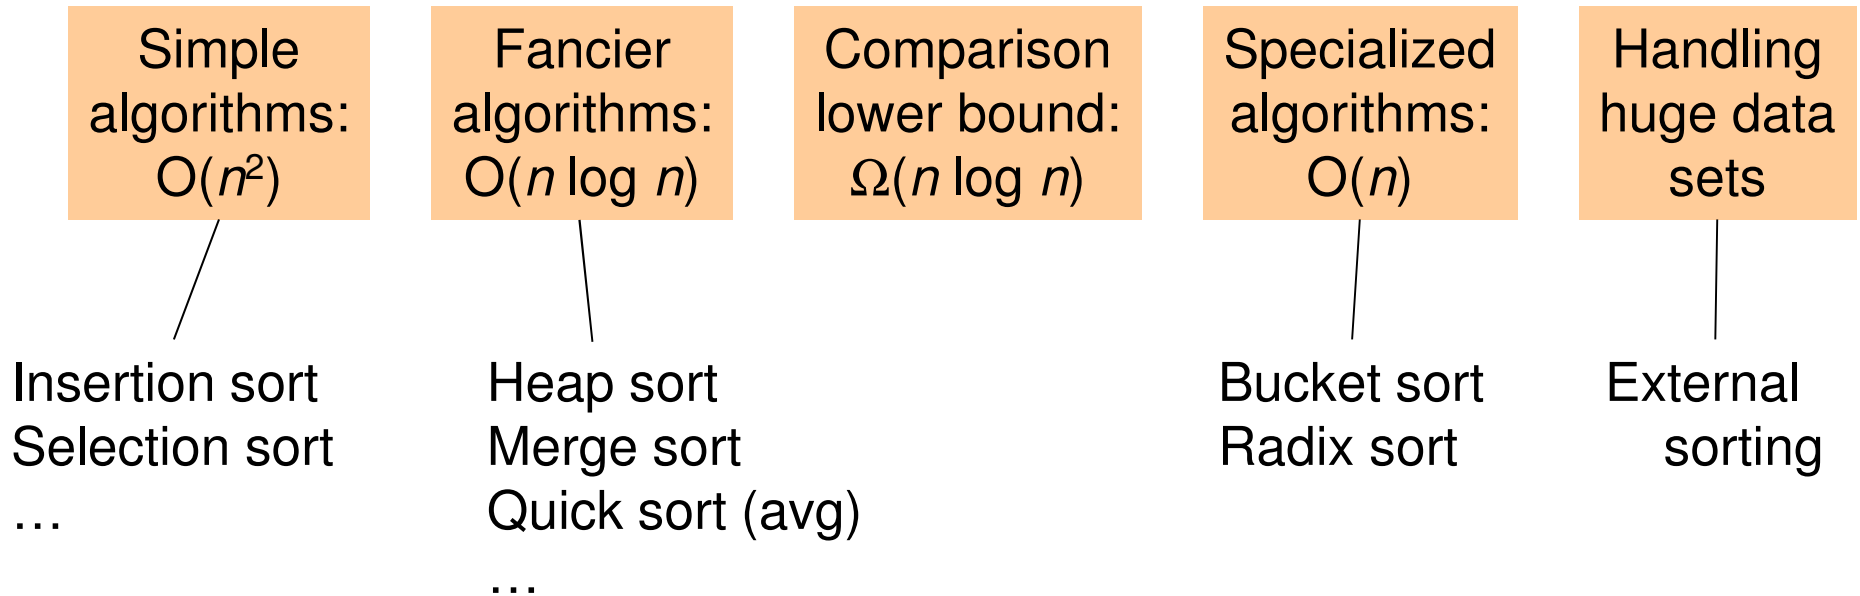 Simple
algorithms:
O(n²)
Fancier
algorithms:
O(n log n)
Comparison
lower bound:
Ω(n log n)
Specialized
algorithms:
O(n)
Handling
huge data
sets
Insertion sort
Selection sort
…
Heap sort
Merge sort
Quick sort (avg)
…
Bucket sort
Radix sort
External
sorting